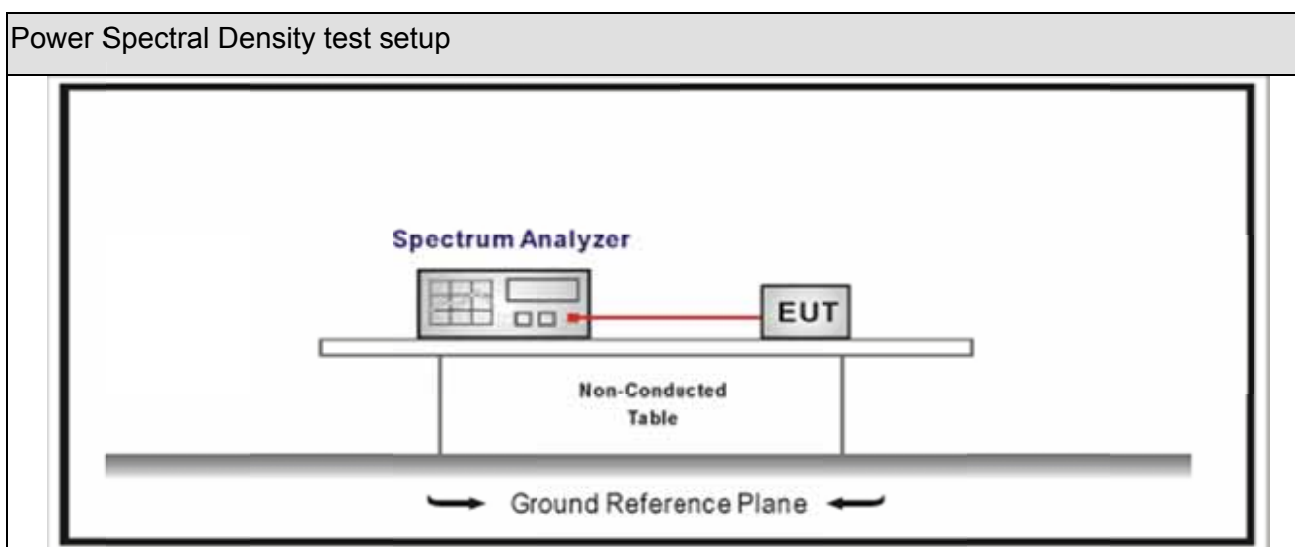 Power Spectral Density test setup
Spectrum Analyzer
EUT
Non-Conducted
Table
Ground Reference Plane